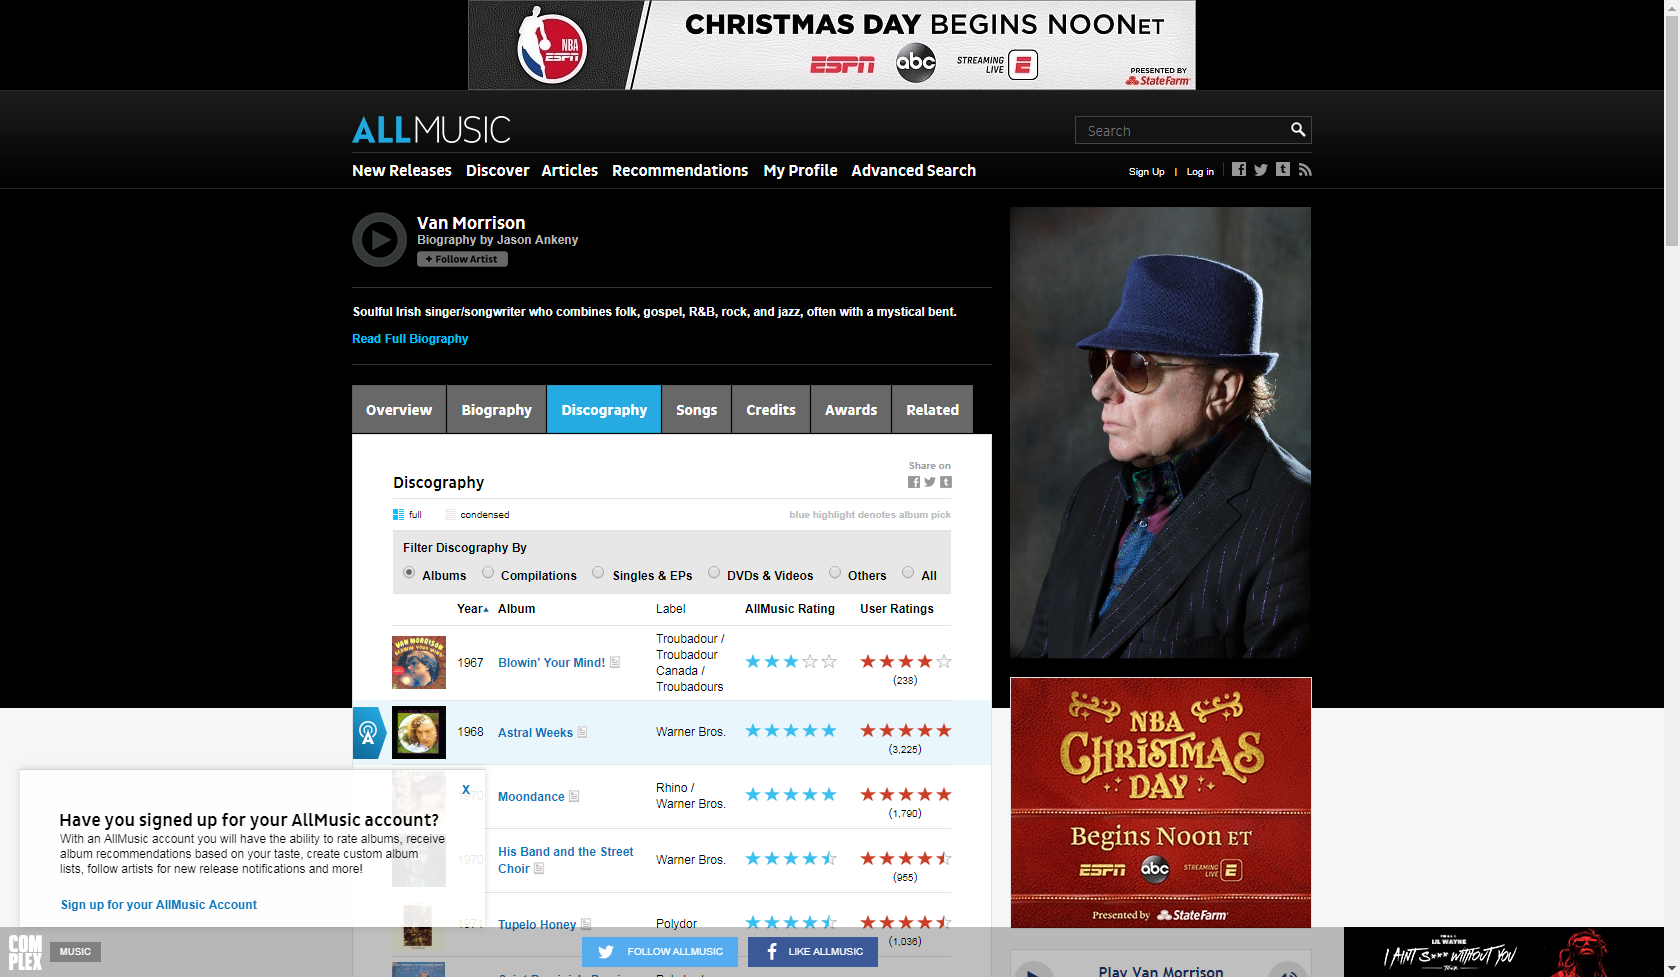 NBA
ESPN
CHRISTMAS DAY BEGINS NOON ET
ESPN abc STREAMING LIVE E
PRESENTED BY
StateFarm
ALLMUSIC
Search
New Releases Discover Articles Recommendations My Profile Advanced Search
Sign Up | Log in
Van Morrison
Biography by Jason Ankeny
+ Follow Artist
Soulful Irish singer/songwriter who combines folk, gospel, R&B, rock, and jazz, often with a mystical bent.
Read Full Biography
Overview Biography Discography Songs Credits Awards Related
Share on
Discography
full condensed blue highlight denotes album pick
Filter Discography By
Albums Compilations Singles & EPs DVDs & Videos Others All
Year Album Label AllMusic Rating User Ratings
VAN MORRISON
BLOWIN' YOUR MIND!
1967 Blowin' Your Mind! Troubadour / Troubadour Canada / Troubadours (238)
1968 Astral Weeks Warner Bros. (3,225)
1970 Moondance Rhino / Warner Bros. (1,790)
1970 His Band and the Street Choir Warner Bros. (955)
1971 Tupelo Honey Polydor (1,036)
X
Have you signed up for your AllMusic account?
With an AllMusic account you will have the ability to rate albums, receive
album recommendations based on your taste, create custom album
lists, follow artists for new release notifications and more!
Sign up for your AllMusic Account
NBA
CHRiSTMAS
DAY
Begins Noon ET
ESPN abc STREAMING LIVE E
Presented by StateFarm
Play Van Morrison
COMPLEX MUSIC
FOLLOW ALLMUSIC
LIKE ALLMUSIC
LIL WAYNE
I AIN'T S*** WITHOUT YOU
TOUR